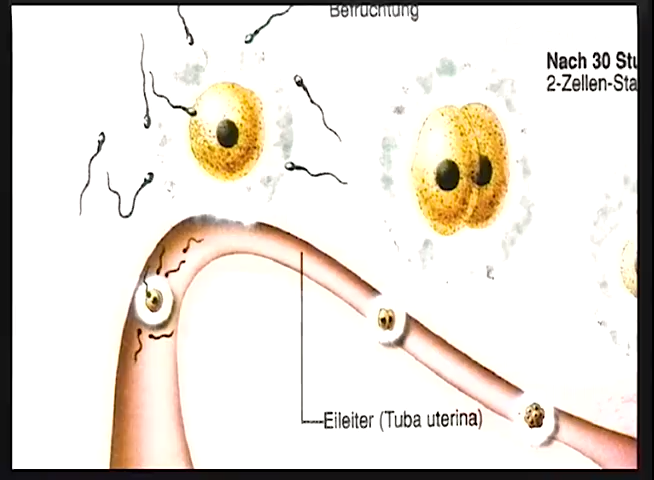 Befruchtung
Nach 30 Stu
2-Zellen-Sta
Eileiter (Tuba uterina)